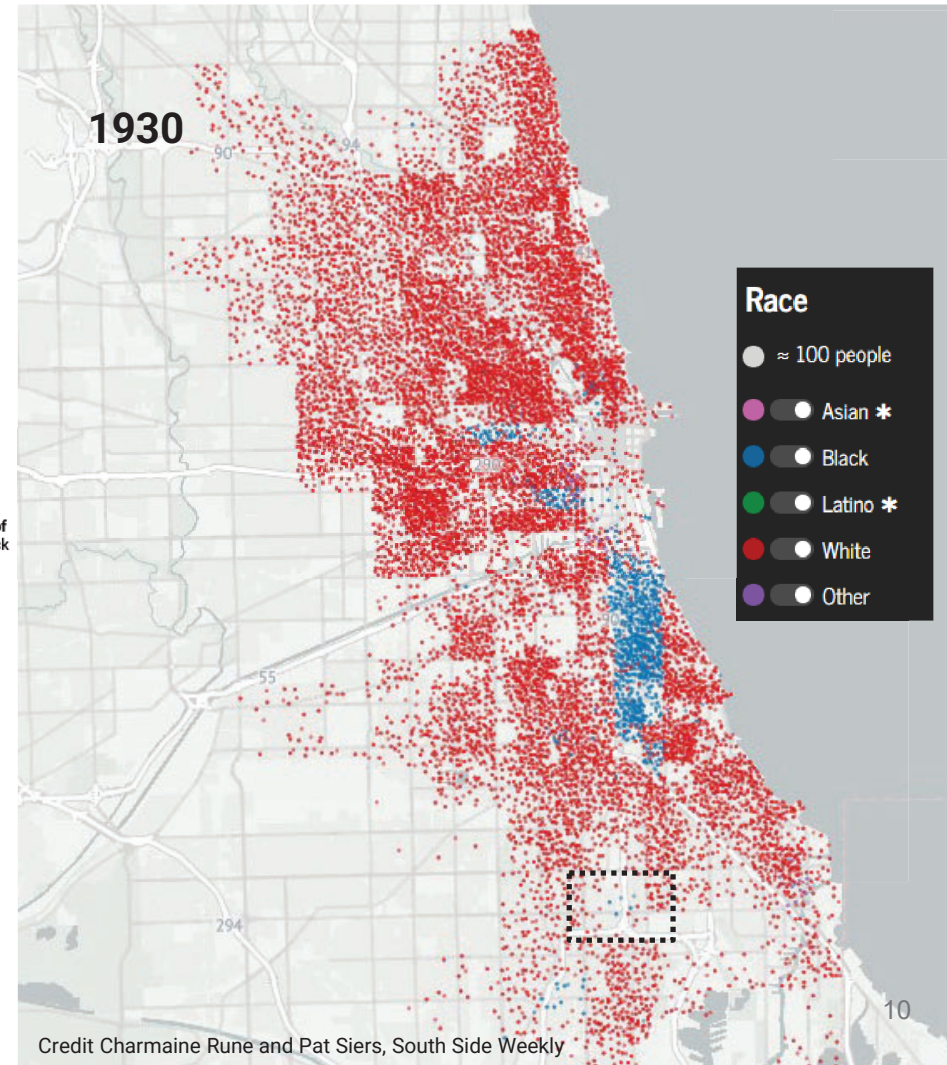 1930
90
94
41
Race
≈ 100 people
Asian ✱
Black
Latino ✱
White
Other
290
90
55
294
10
Credit Charmaine Rune and Pat Siers, South Side Weekly